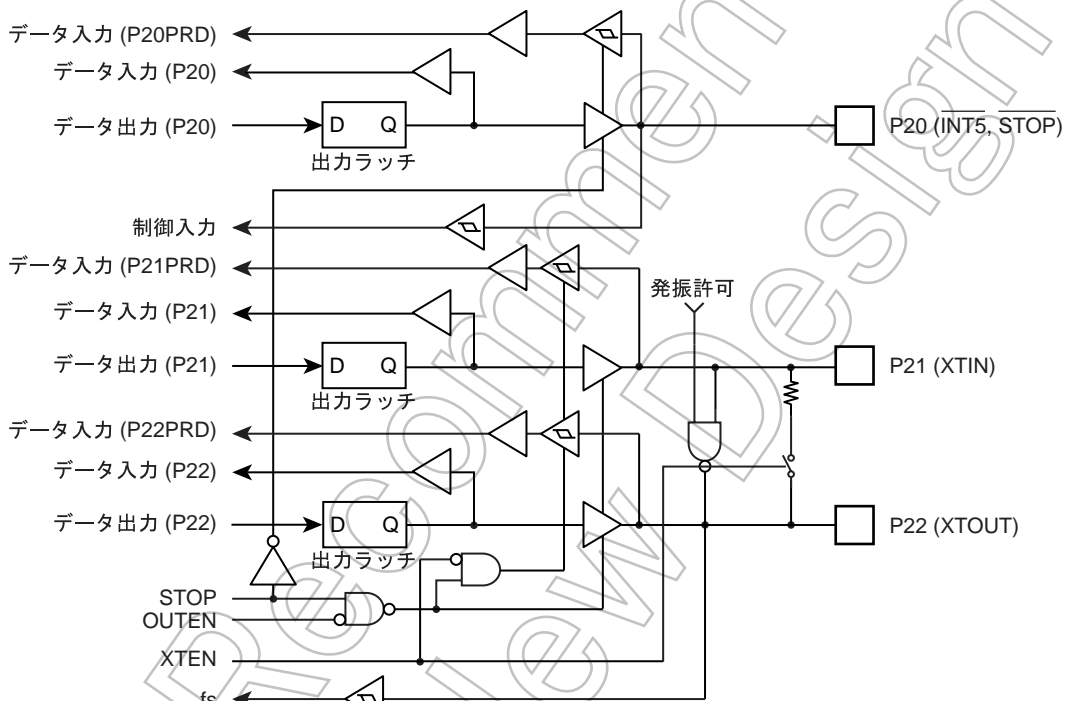 データ入力 (P20PRD)
データ入力 (P20)
データ出力 (P20)
D Q
出力ラッチ
P20 (INT5, STOP)
制御入力
データ入力 (P21PRD)
発振許可
データ入力 (P21)
データ出力 (P21)
D Q
出力ラッチ
P21 (XTIN)
データ入力 (P22PRD)
データ入力 (P22)
データ出力 (P22)
D Q
出力ラッチ
P22 (XTOUT)
STOP
OUTEN
XTEN
fs
Recommen
ew Design